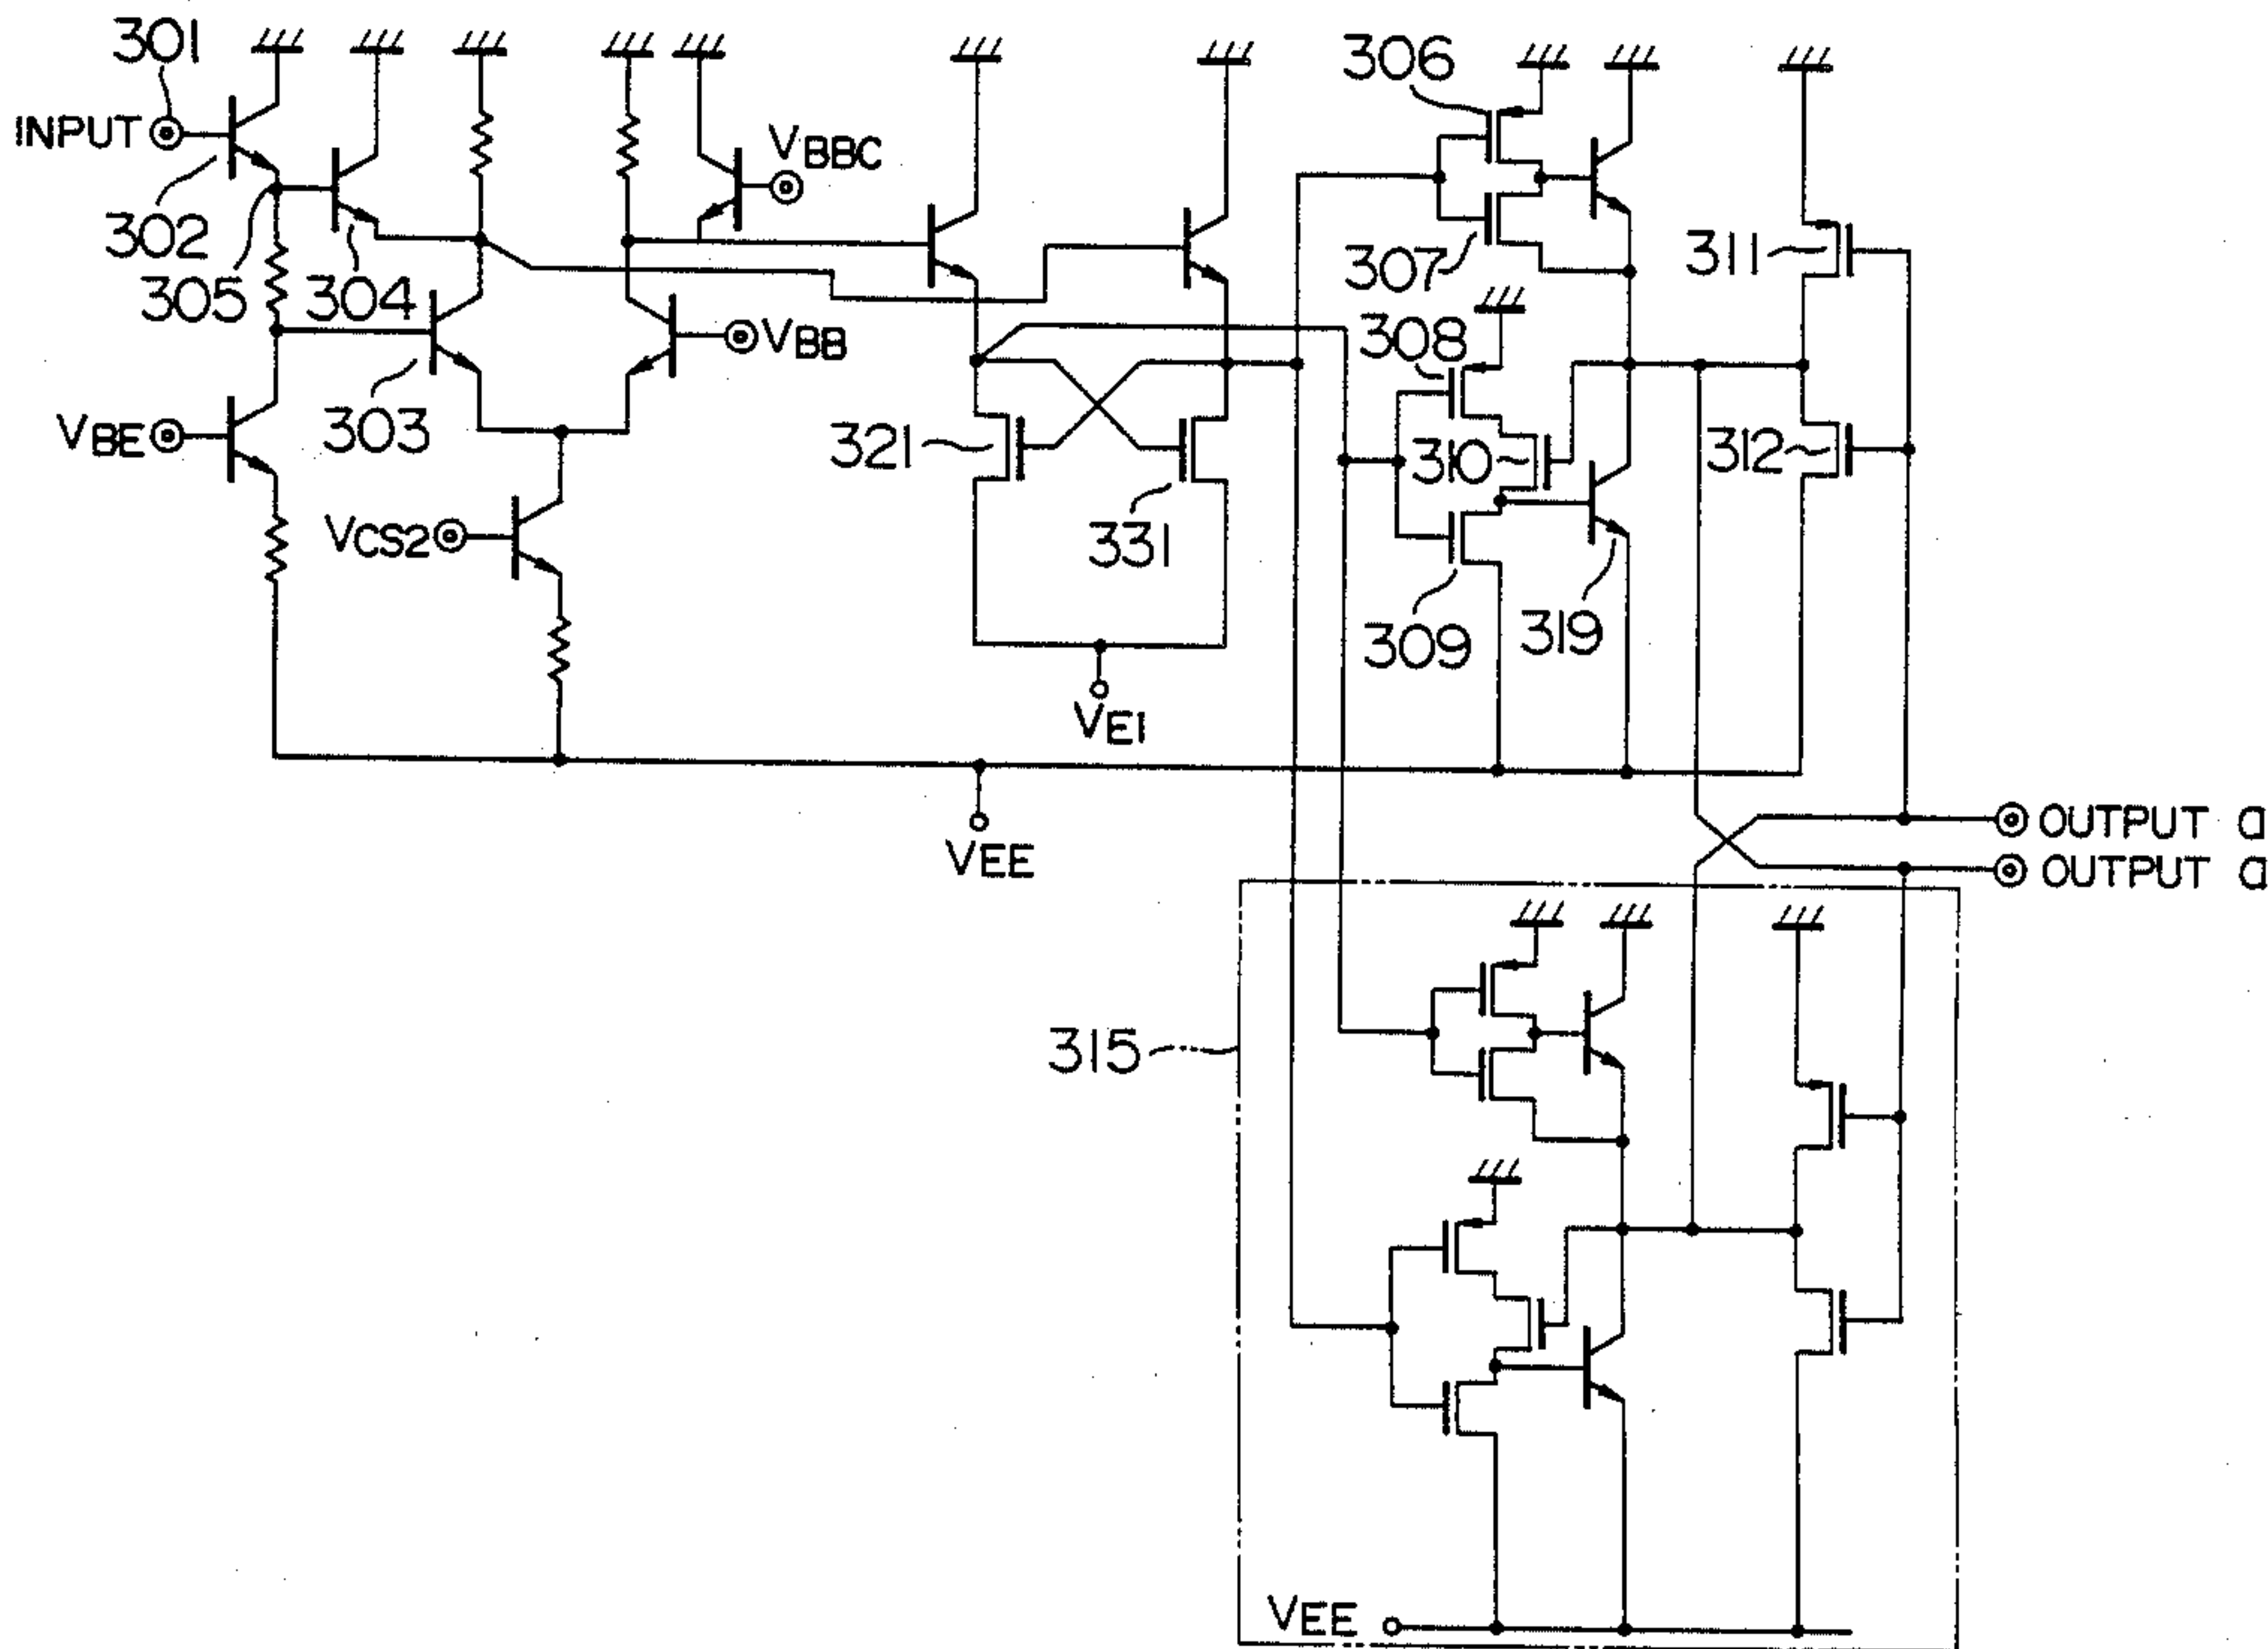 301
INPUT
302
305
304
303
VBBC
VBB
VBE
VCS2
321
331
VE1
VEE
306
307
308
310
309
319
311
312
OUTPUT a
OUTPUT a
315
VEE